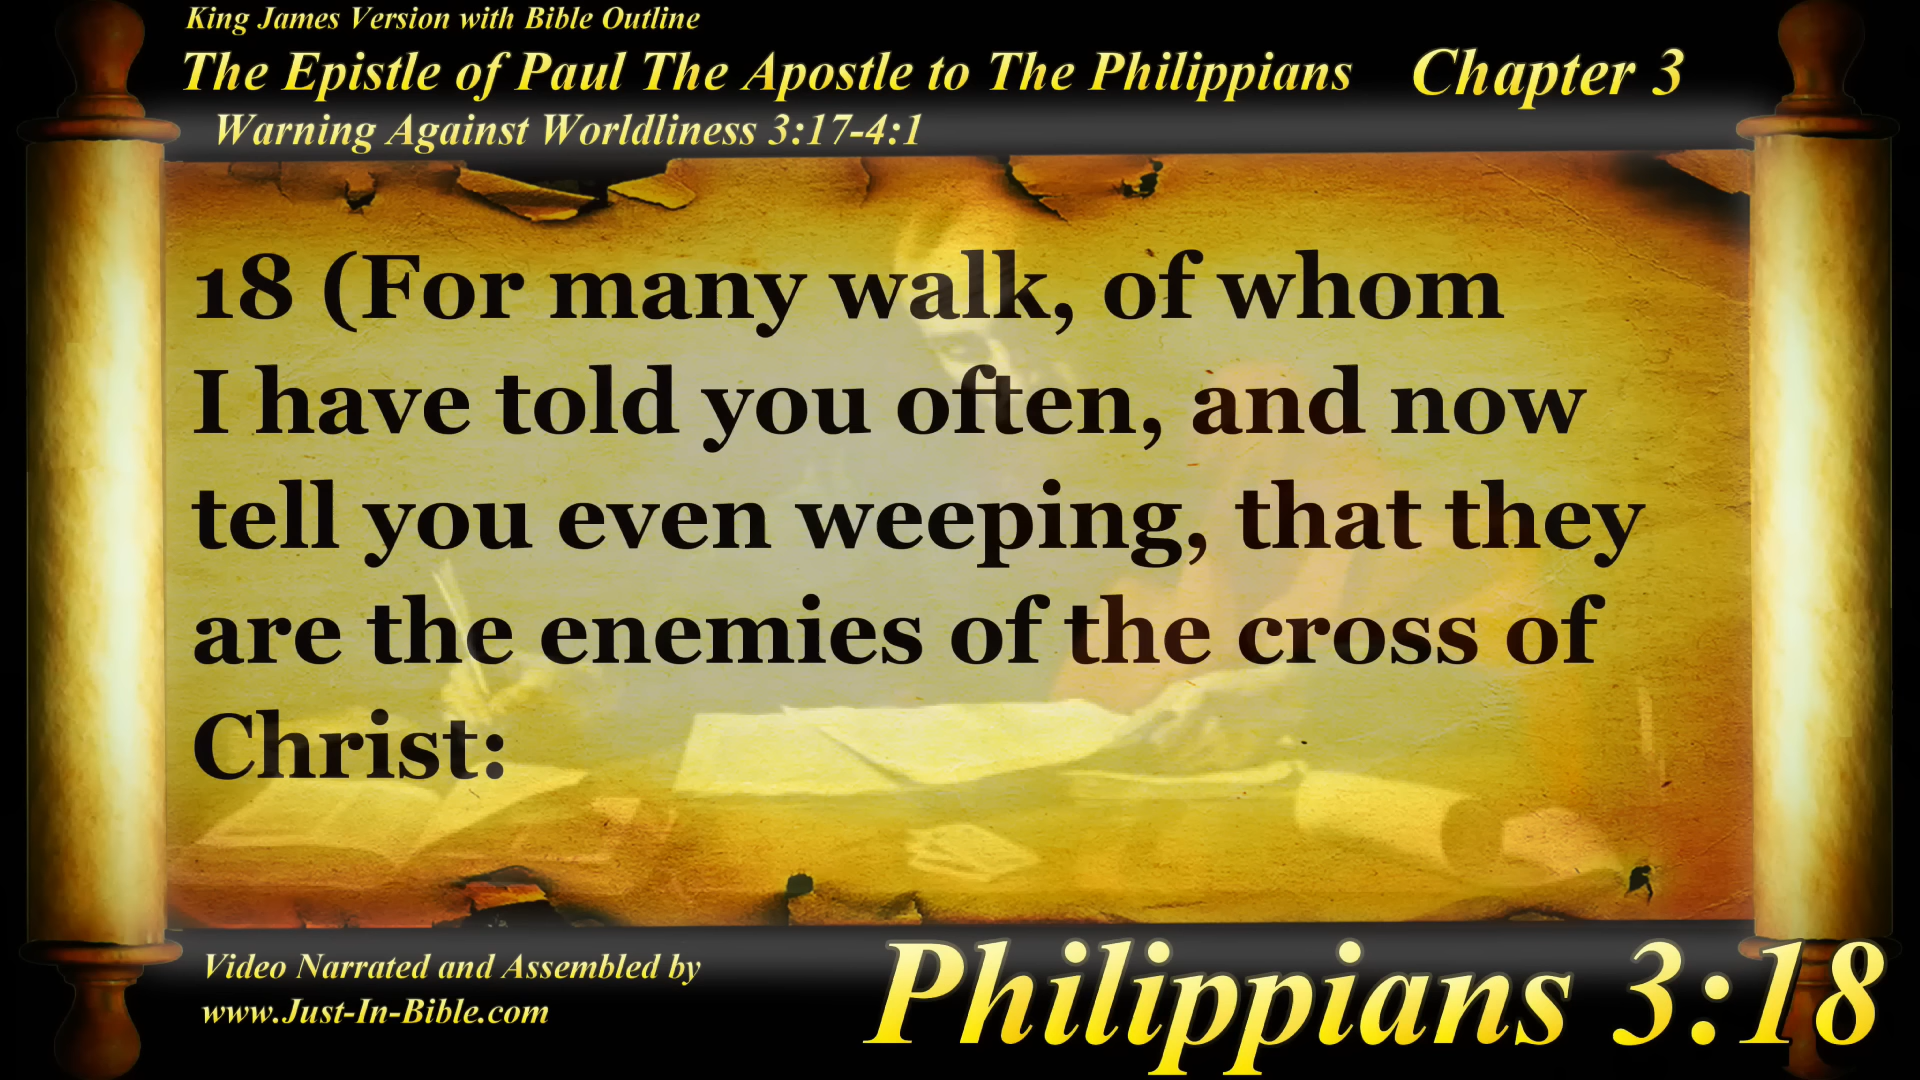 King James Version with Bible Outline
The Epistle of Paul The Apostle to The Philippians Chapter 3
Warning Against Worldliness 3:17-4:1
18 (For many walk, of whom
I have told you often, and now
tell you even weeping, that they
are the enemies of the cross of
Christ:
Video Narrated and Assembled by
www.Just-In-Bible.com
Philippians 3:18